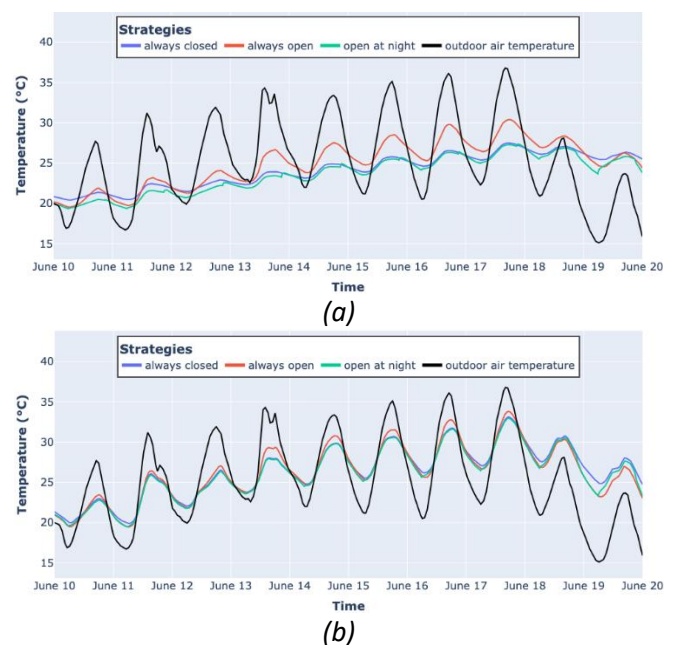 Strategies
always closed always open open at night outdoor air temperature
40
35
30
25
20
15
Temperature (°C)
June 10 June 11 June 12 June 13 June 14 June 15 June 16 June 17 June 18 June 19 June 20
Time
(a)
Strategies
always closed always open open at night outdoor air temperature
40
35
30
25
20
15
Temperature (°C)
June 10 June 11 June 12 June 13 June 14 June 15 June 16 June 17 June 18 June 19 June 20
Time
(b)